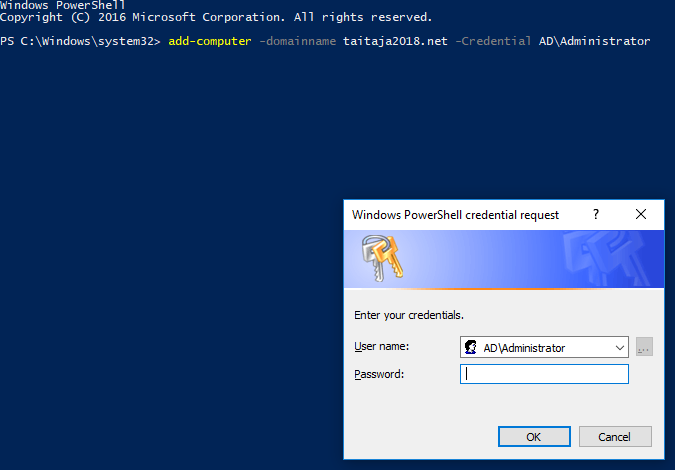 Windows PowerShell
Copyright (C) 2016 Microsoft Corporation. All rights reserved.
PS C:\Windows\system32> add-computer -domainname taitaja2018.net -Credential AD\Administrator
Windows PowerShell credential request
Enter your credentials.
User name:
AD\Administrator
...
Password:
OK
Cancel